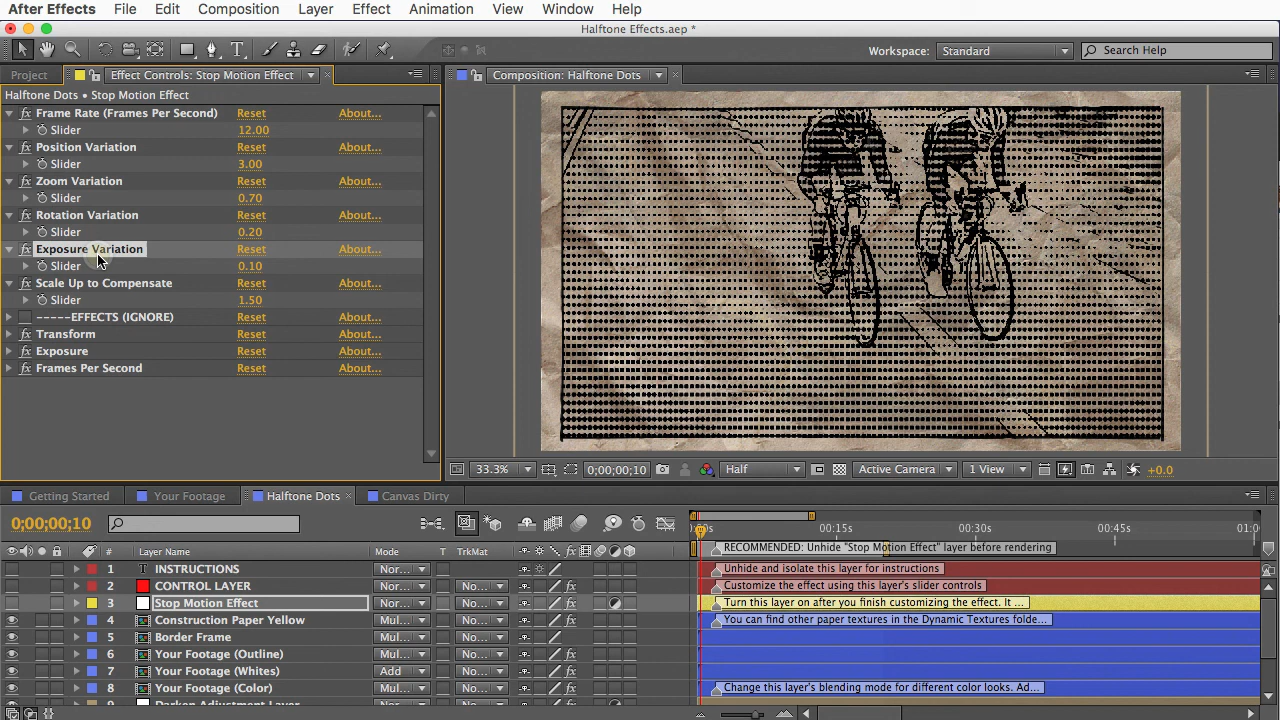 After Effects File Edit Composition Layer Effect Animation View Window Help
Halftone Effects.aep *
Workspace: Standard Search Help
Project Effect Controls: Stop Motion Effect Composition: Halftone Dots
Halftone Dots • Stop Motion Effect
Frame Rate (Frames Per Second) Reset About...
Slider 12.00
Position Variation Reset About...
Slider 3.00
Zoom Variation Reset About...
Slider 0.70
Rotation Variation Reset About...
Slider 0.20
Exposure Variation Reset About...
Slider 0.10
Scale Up to Compensate Reset About...
Slider 1.50
-----EFFECTS (IGNORE) Reset About...
Transform Reset About...
Exposure Reset About...
Frames Per Second Reset About...
33.3% 0;00;00;10 Half Active Camera 1 View +0.0
Getting Started Your Footage Halftone Dots Canvas Dirty
0;00;00;10 00:15s 00:30s 00:45s 01:0
# Layer Name Mode T TrkMat RECOMMENDED: Unhide "Stop Motion Effect" layer before rendering
1 T INSTRUCTIONS Nor... Unhide and isolate this layer for instructions
2 CONTROL LAYER Nor... No... Customize the effect using this layer's slider controls
3 Stop Motion Effect Nor... No... Turn this layer on after you finish customizing the effect. It ...
4 Construction Paper Yellow Mul... No... You can find other paper textures in the Dynamic Textures folde...
5 Border Frame Nor... No...
6 Your Footage (Outline) Mul... No...
7 Your Footage (Whites) Add No...
8 Your Footage (Color) Mul... No... Change this layer's blending mode for different color looks. Ad...